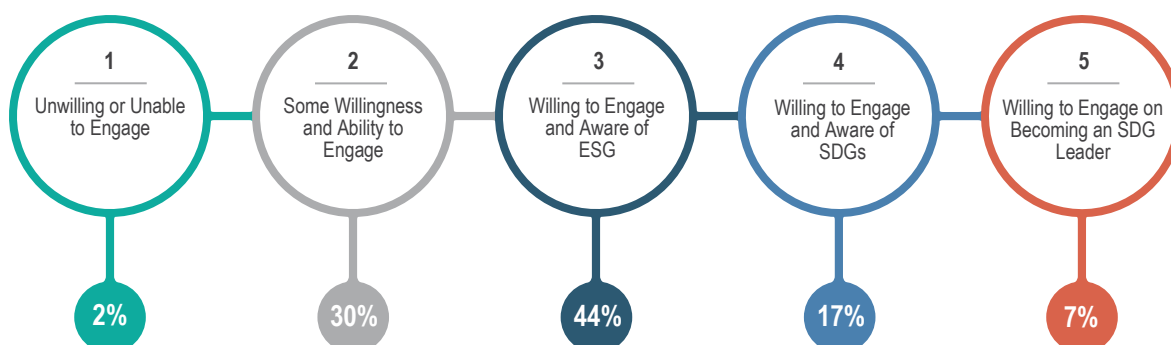 1
Unwilling or Unable
to Engage
2%
2
Some Willingness
and Ability to
Engage
30%
3
Willing to Engage
and Aware of
ESG
44%
4
Willing to Engage
and Aware of
SDGs
17%
5
Willing to Engage on
Becoming an SDG
Leader
7%